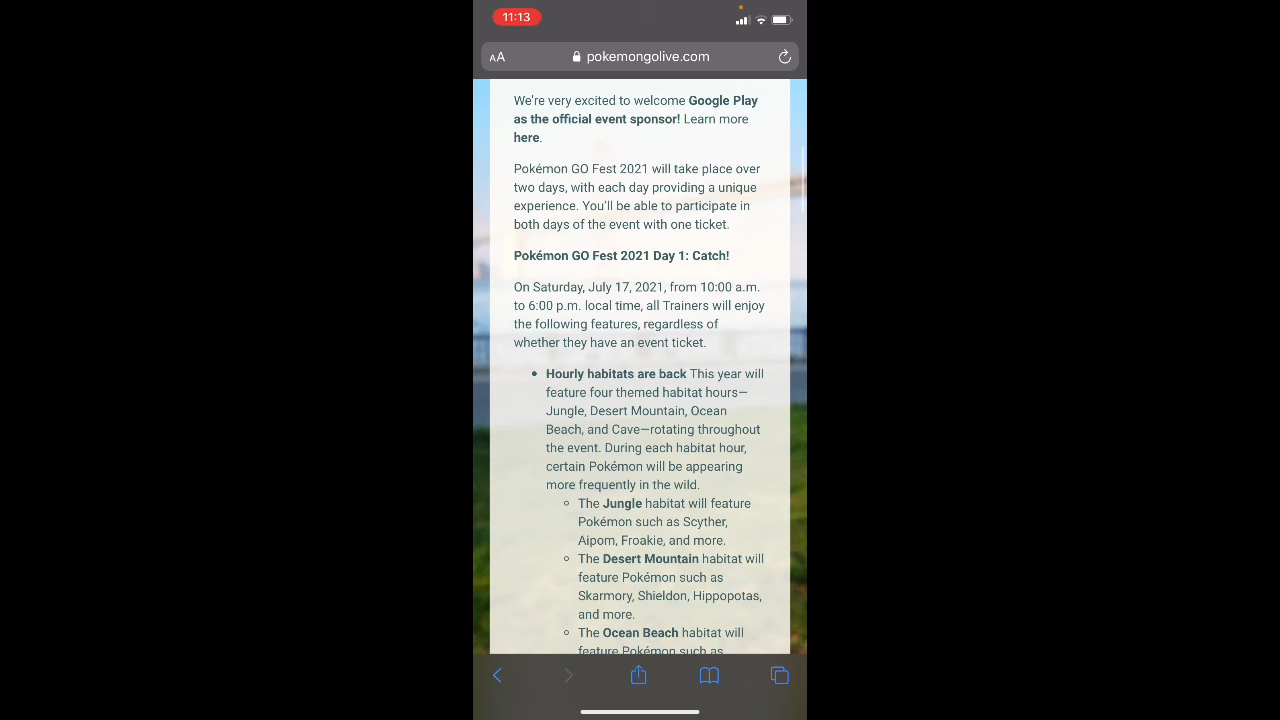 11:13
AA
pokemongolive.com
We're very excited to welcome Google Play
as the official event sponsor! Learn more
here.
Pokémon GO Fest 2021 will take place over
two days, with each day providing a unique
experience. You'll be able to participate in
both days of the event with one ticket.
Pokémon GO Fest 2021 Day 1: Catch!
On Saturday, July 17, 2021, from 10:00 a.m.
to 6:00 p.m. local time, all Trainers will enjoy
the following features, regardless of
whether they have an event ticket.
Hourly habitats are back This year will
feature four themed habitat hours—
Jungle, Desert Mountain, Ocean
Beach, and Cave—rotating throughout
the event. During each habitat hour,
certain Pokémon will be appearing
more frequently in the wild.
The Jungle habitat will feature
Pokémon such as Scyther,
Aipom, Froakie, and more.
The Desert Mountain habitat will
feature Pokémon such as
Skarmory, Shieldon, Hippopotas,
and more.
The Ocean Beach habitat will
feature Pokémon such as